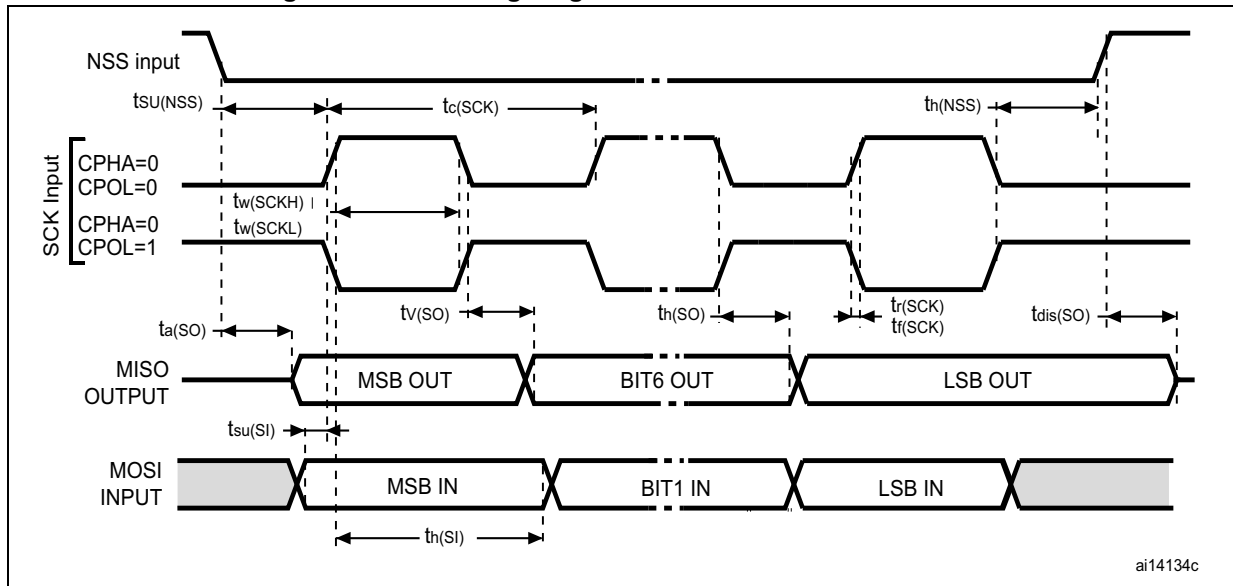 NSS input
tSU(NSS)
tc(SCK)
th(NSS)
SCK Input
CPHA=0
CPOL=0
tw(SCKH)
CPHA=0
tw(SCKL)
CPOL=1
tV(SO)
th(SO)
tr(SCK)
tf(SCK)
ta(SO)
tdis(SO)
MISO
OUTPUT
MSB OUT
BIT6 OUT
LSB OUT
tsu(SI)
MOSI
INPUT
MSB IN
BIT1 IN
LSB IN
th(SI)
ai14134c